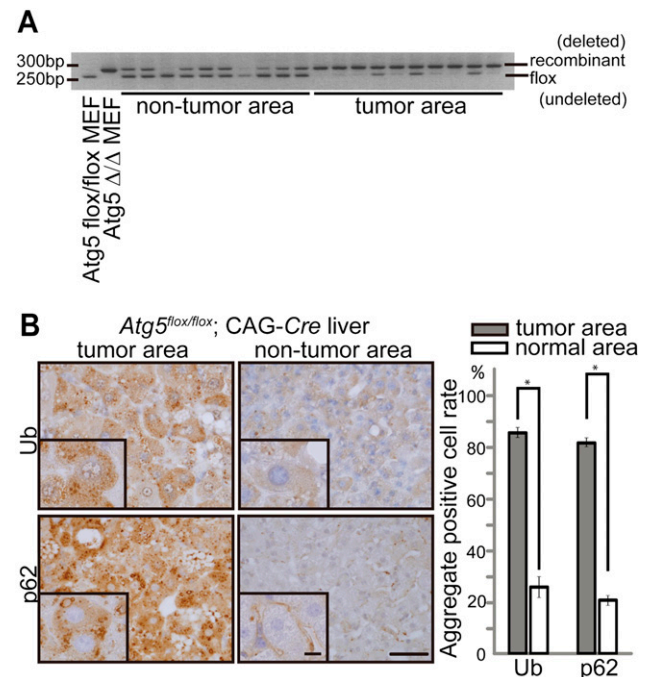 A
300bp
250bp
(deleted)
recombinant
flox
(undeleted)
non-tumor area
tumor area
Atg5 flox/flox MEF
Atg5 Δ/Δ MEF
B
Atg5flox/flox; CAG-Cre liver
tumor area
non-tumor area
Ub
p62
tumor area
normal area
%
100
80
60
40
20
0
Aggregate positive cell rate
*
*
Ub
p62